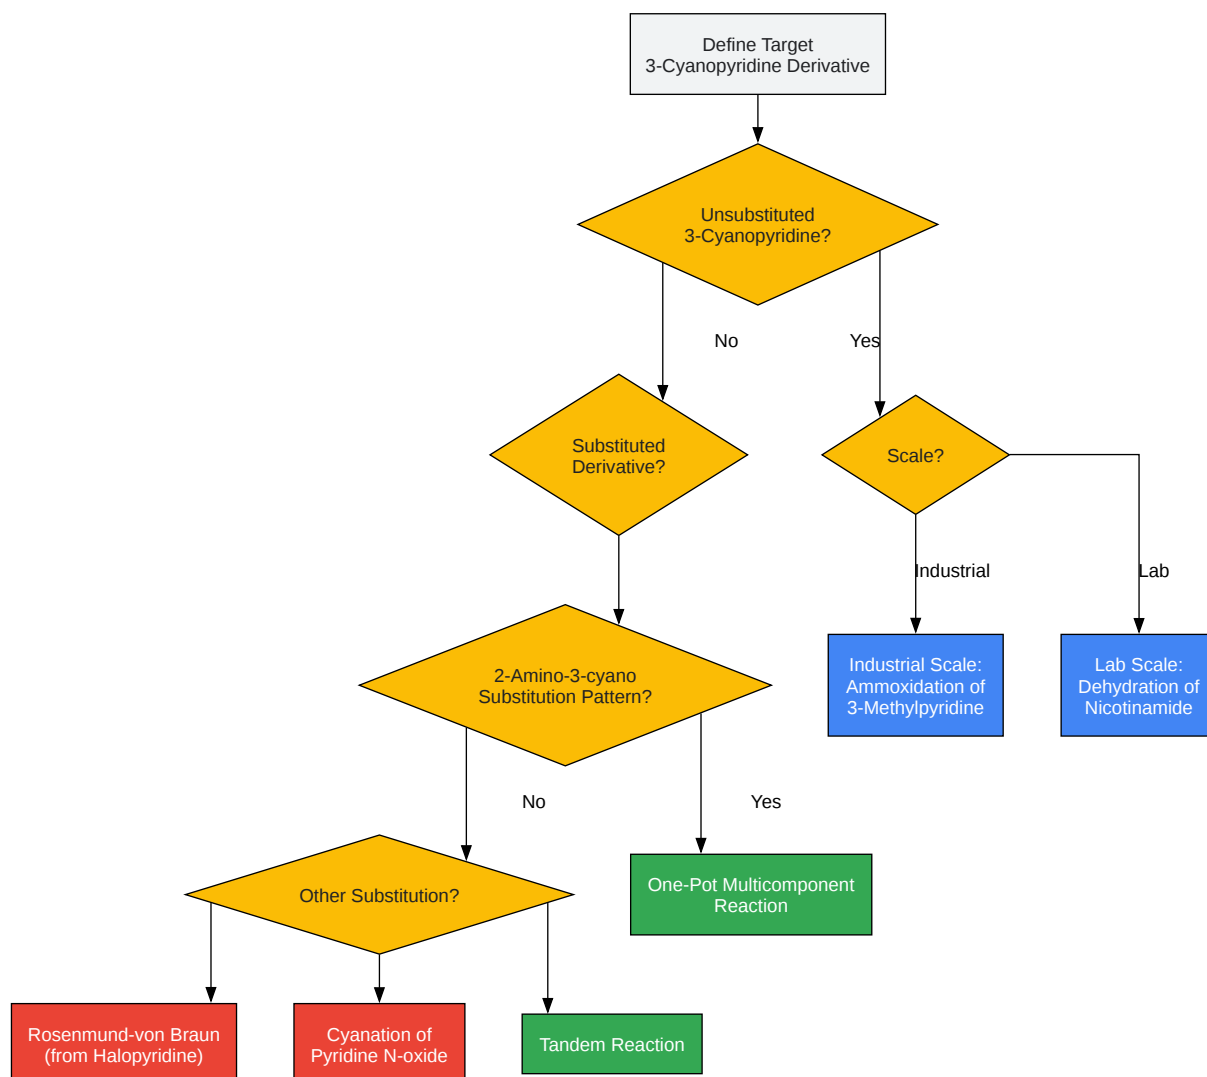 Define Target
3-Cyanopyridine Derivative
Unsubstituted
3-Cyanopyridine?
No
Yes
Substituted
Derivative?
Scale?
Industrial
Lab
2-Amino-3-cyano
Substitution Pattern?
Industrial Scale:
Ammoxidation of
3-Methylpyridine
Lab Scale:
Dehydration of
Nicotinamide
No
Yes
Other Substitution?
One-Pot Multicomponent
Reaction
Rosenmund-von Braun
(from Halopyridine)
Cyanation of
Pyridine N-oxide
Tandem Reaction